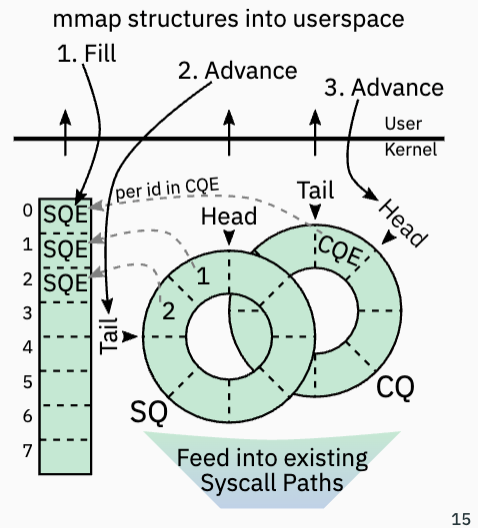 mmap structures into userspace
1. Fill
2. Advance
3. Advance
User
Kernel
per id in CQE
Tail
Head
Head
0
SQE
1
SQE
2
SQE
3
4
5
6
7
CQE
1
2
Tail
SQ
CQ
Feed into existing
Syscall Paths
15